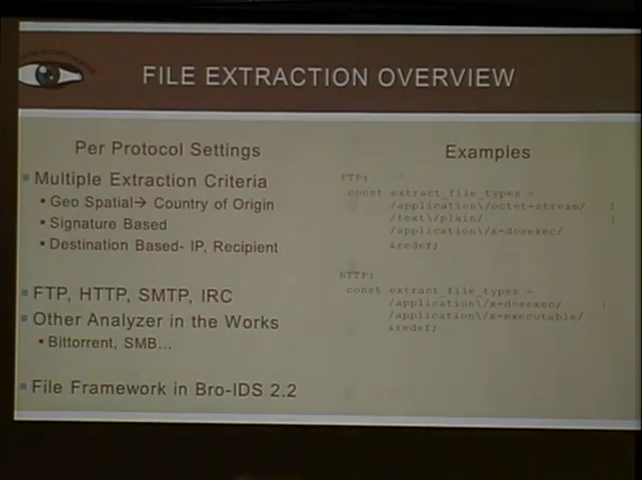 FILE EXTRACTION OVERVIEW
Per Protocol Settings
Multiple Extraction Criteria
Geo Spatial→ Country of Origin
Signature Based
Destination Based- IP, Recipient
FTP, HTTP, SMTP, IRC
Other Analyzer in the Works
Bittorrent, SMB...
File Framework in Bro-IDS 2.2
Examples
FTP:
const extract_file_types =
/application\/octet-stream/ |
/text\/plain/ |
/application\/x-dosexec/
&redef;
HTTP:
const extract_file_types =
/application\/x-dosexec/ |
/application\/x-executable/
&redef;